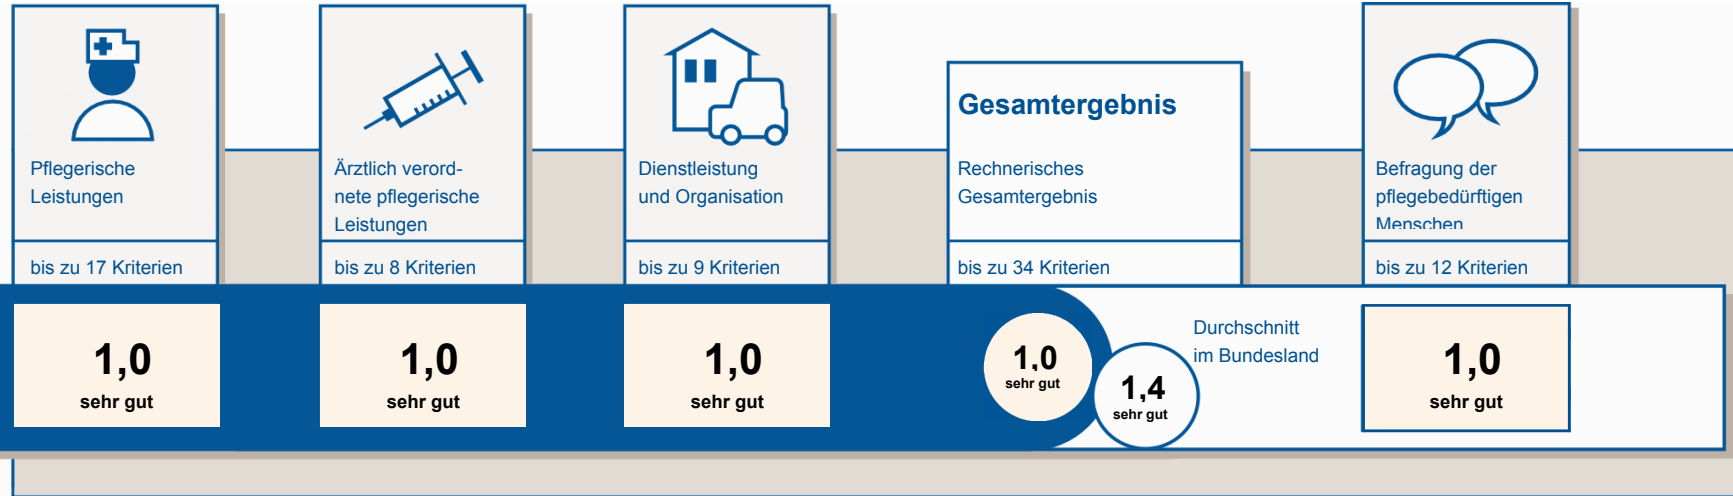 Pflegerische
Leistungen
bis zu 17 Kriterien
1,0
sehr gut
Ärztlich verord-
nete pflegerische
Leistungen
bis zu 8 Kriterien
1,0
sehr gut
Dienstleistung
und Organisation
bis zu 9 Kriterien
1,0
sehr gut
Gesamtergebnis
Rechnerisches
Gesamtergebnis
bis zu 34 Kriterien
1,0
sehr gut
1,4
sehr gut
Durchschnitt
im Bundesland
Befragung der
pflegebedürftigen
Menschen
bis zu 12 Kriterien
1,0
sehr gut